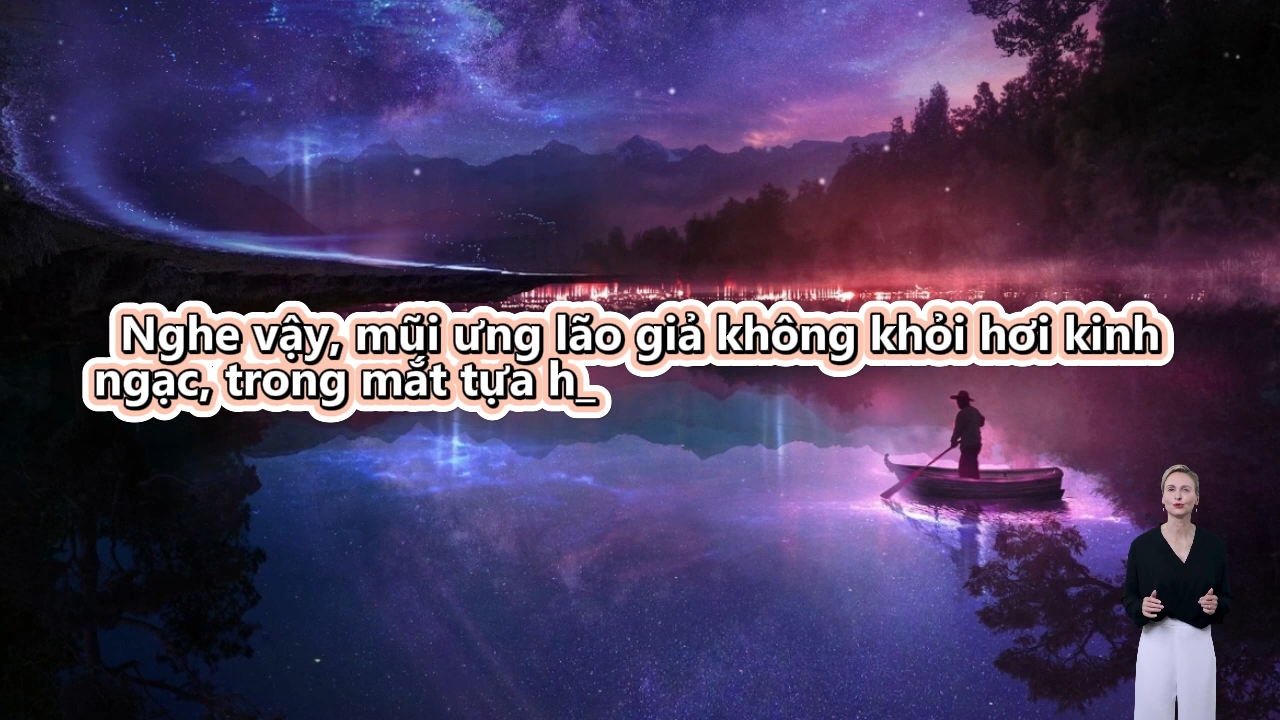 Nghe vậy, mũi ưng lão giả không khỏi hơi kinh
ngạc, trong mắt tựa h_